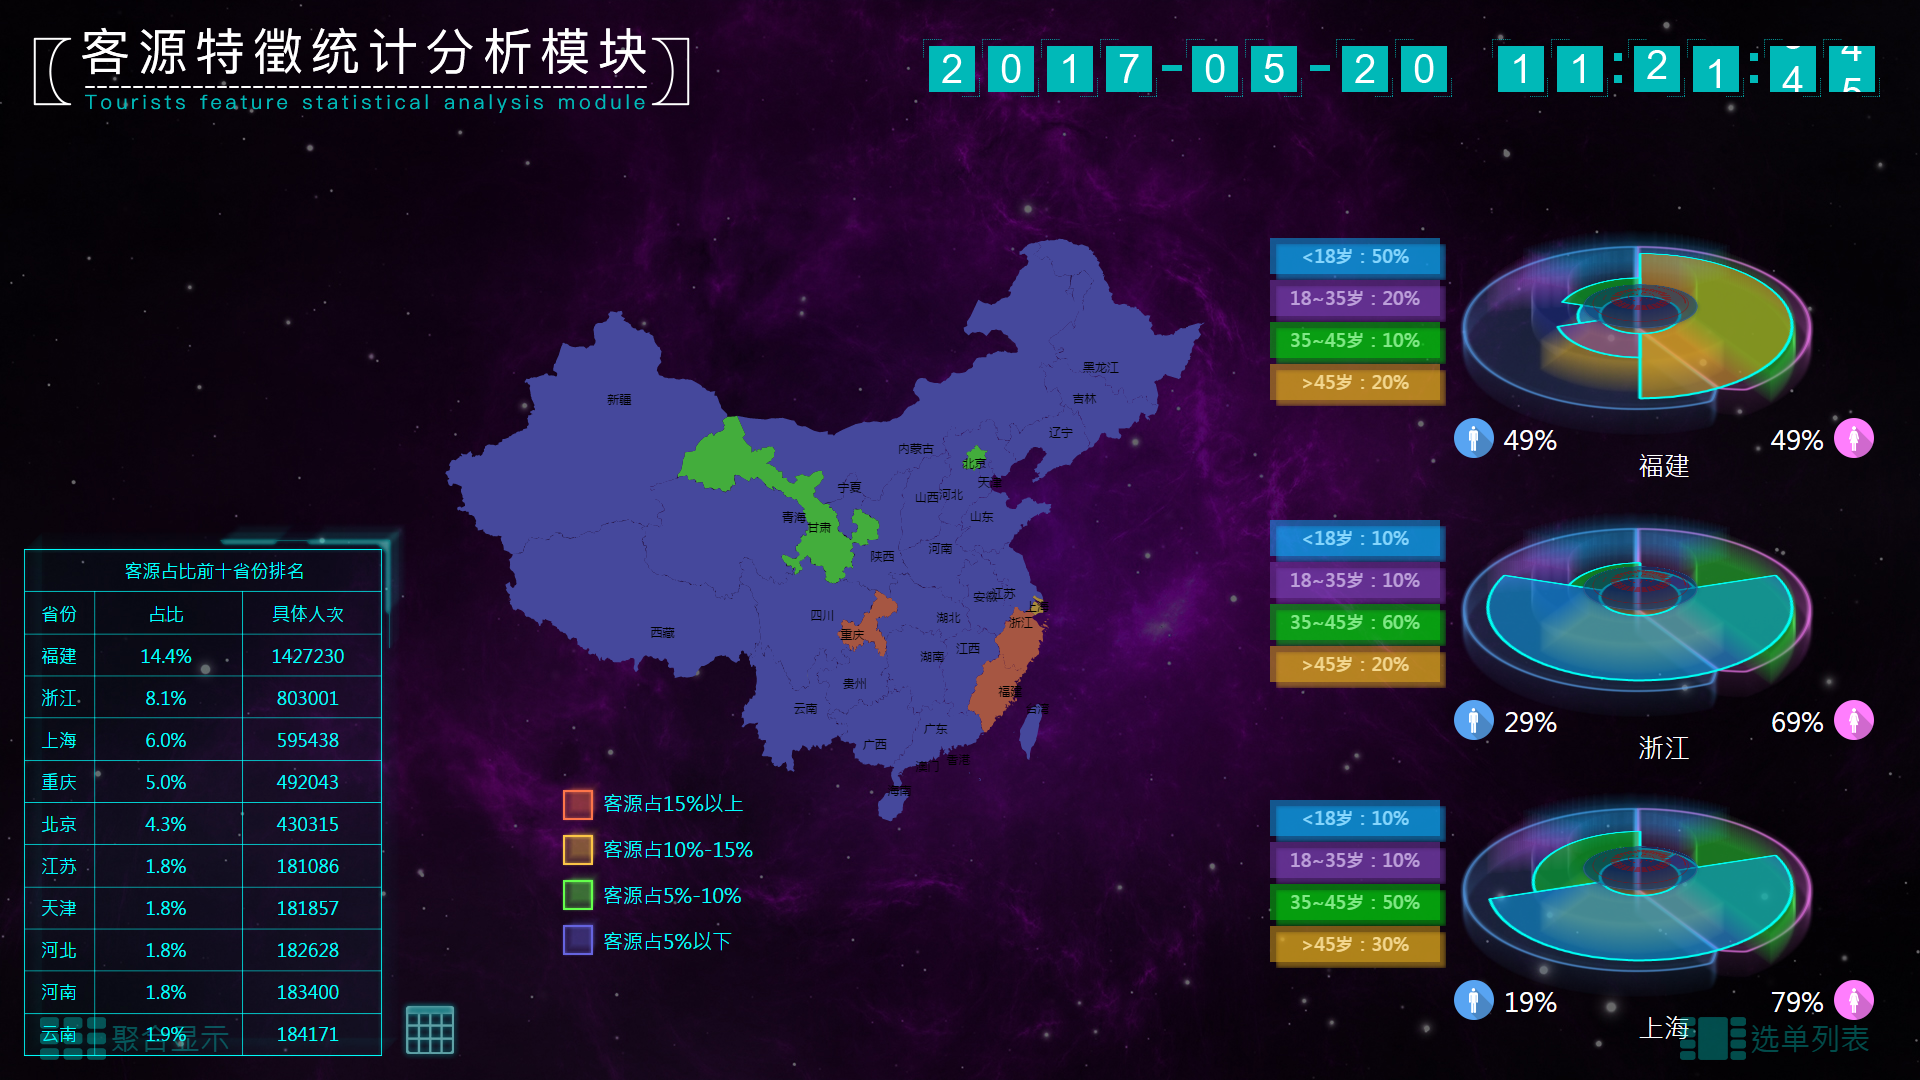 客源特徵统计分析模块
Tourists feature statistical analysis module
2017-05-20 11:21:
客源占比前十省份排名
省份 占比 具体人次
福建 14.4% 1427230
浙江 8.1% 803001
上海 6.0% 595438
重庆 5.0% 492043
北京 4.3% 430315
江苏 1.8% 181086
天津 1.8% 181857
河北 1.8% 182628
河南 1.8% 183400
云南 1.9% 184171
聚合显示
黑龙江
吉林
辽宁
新疆
内蒙古
北京
天津
宁夏
山西
河北
青海
甘肃
山东
陕西
河南
安徽
江苏
上海
四川
湖北
浙江
重庆
西藏
湖南
江西
贵州
福建
云南
台湾
广东
广西
澳门
香港
海南
客源占15%以上
客源占10%-15%
客源占5%-10%
客源占5%以下
<18岁：50%
18~35岁：20%
35~45岁：10%
>45岁：20%
49%
49%
福建
<18岁：10%
18~35岁：10%
35~45岁：60%
>45岁：20%
29%
69%
浙江
<18岁：10%
18~35岁：10%
35~45岁：50%
>45岁：30%
19%
79%
上海
选单列表